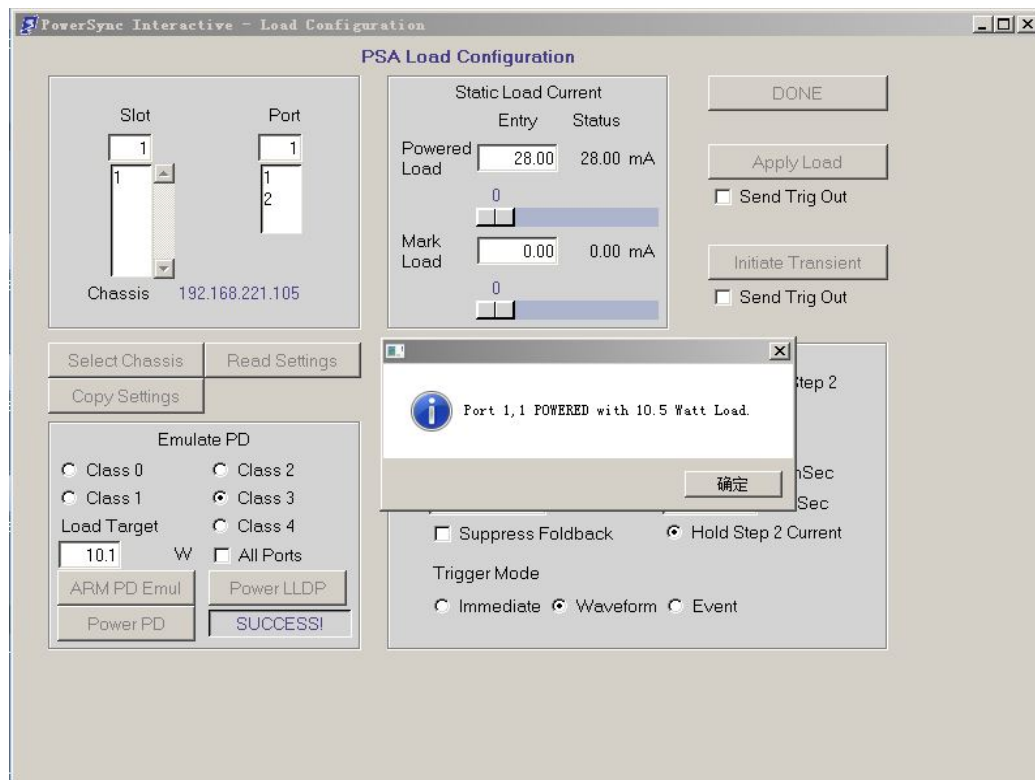 PowerSync Interactive - Load Configuration
PSA Load Configuration
Slot Port
1 1
1
1
2
Chassis 192.168.221.105
Static Load Current
Entry Status
Powered Load 28.00 28.00 mA
0
Mark Load 0.00 0.00 mA
0
DONE
Apply Load
Send Trig Out
Initiate Transient
Send Trig Out
Select Chassis Read Settings
Copy Settings
Port 1,1 POWERED with 10.5 Watt Load.
确定
Step 2
Sec
Suppress Foldback Hold Step 2 Current
Trigger Mode
Immediate Waveform Event
Emulate PD
Class 0 Class 2
Class 1 Class 3
Load Target Class 4
10.1 W All Ports
ARM PD Emul Power LLDP
Power PD SUCCESS!